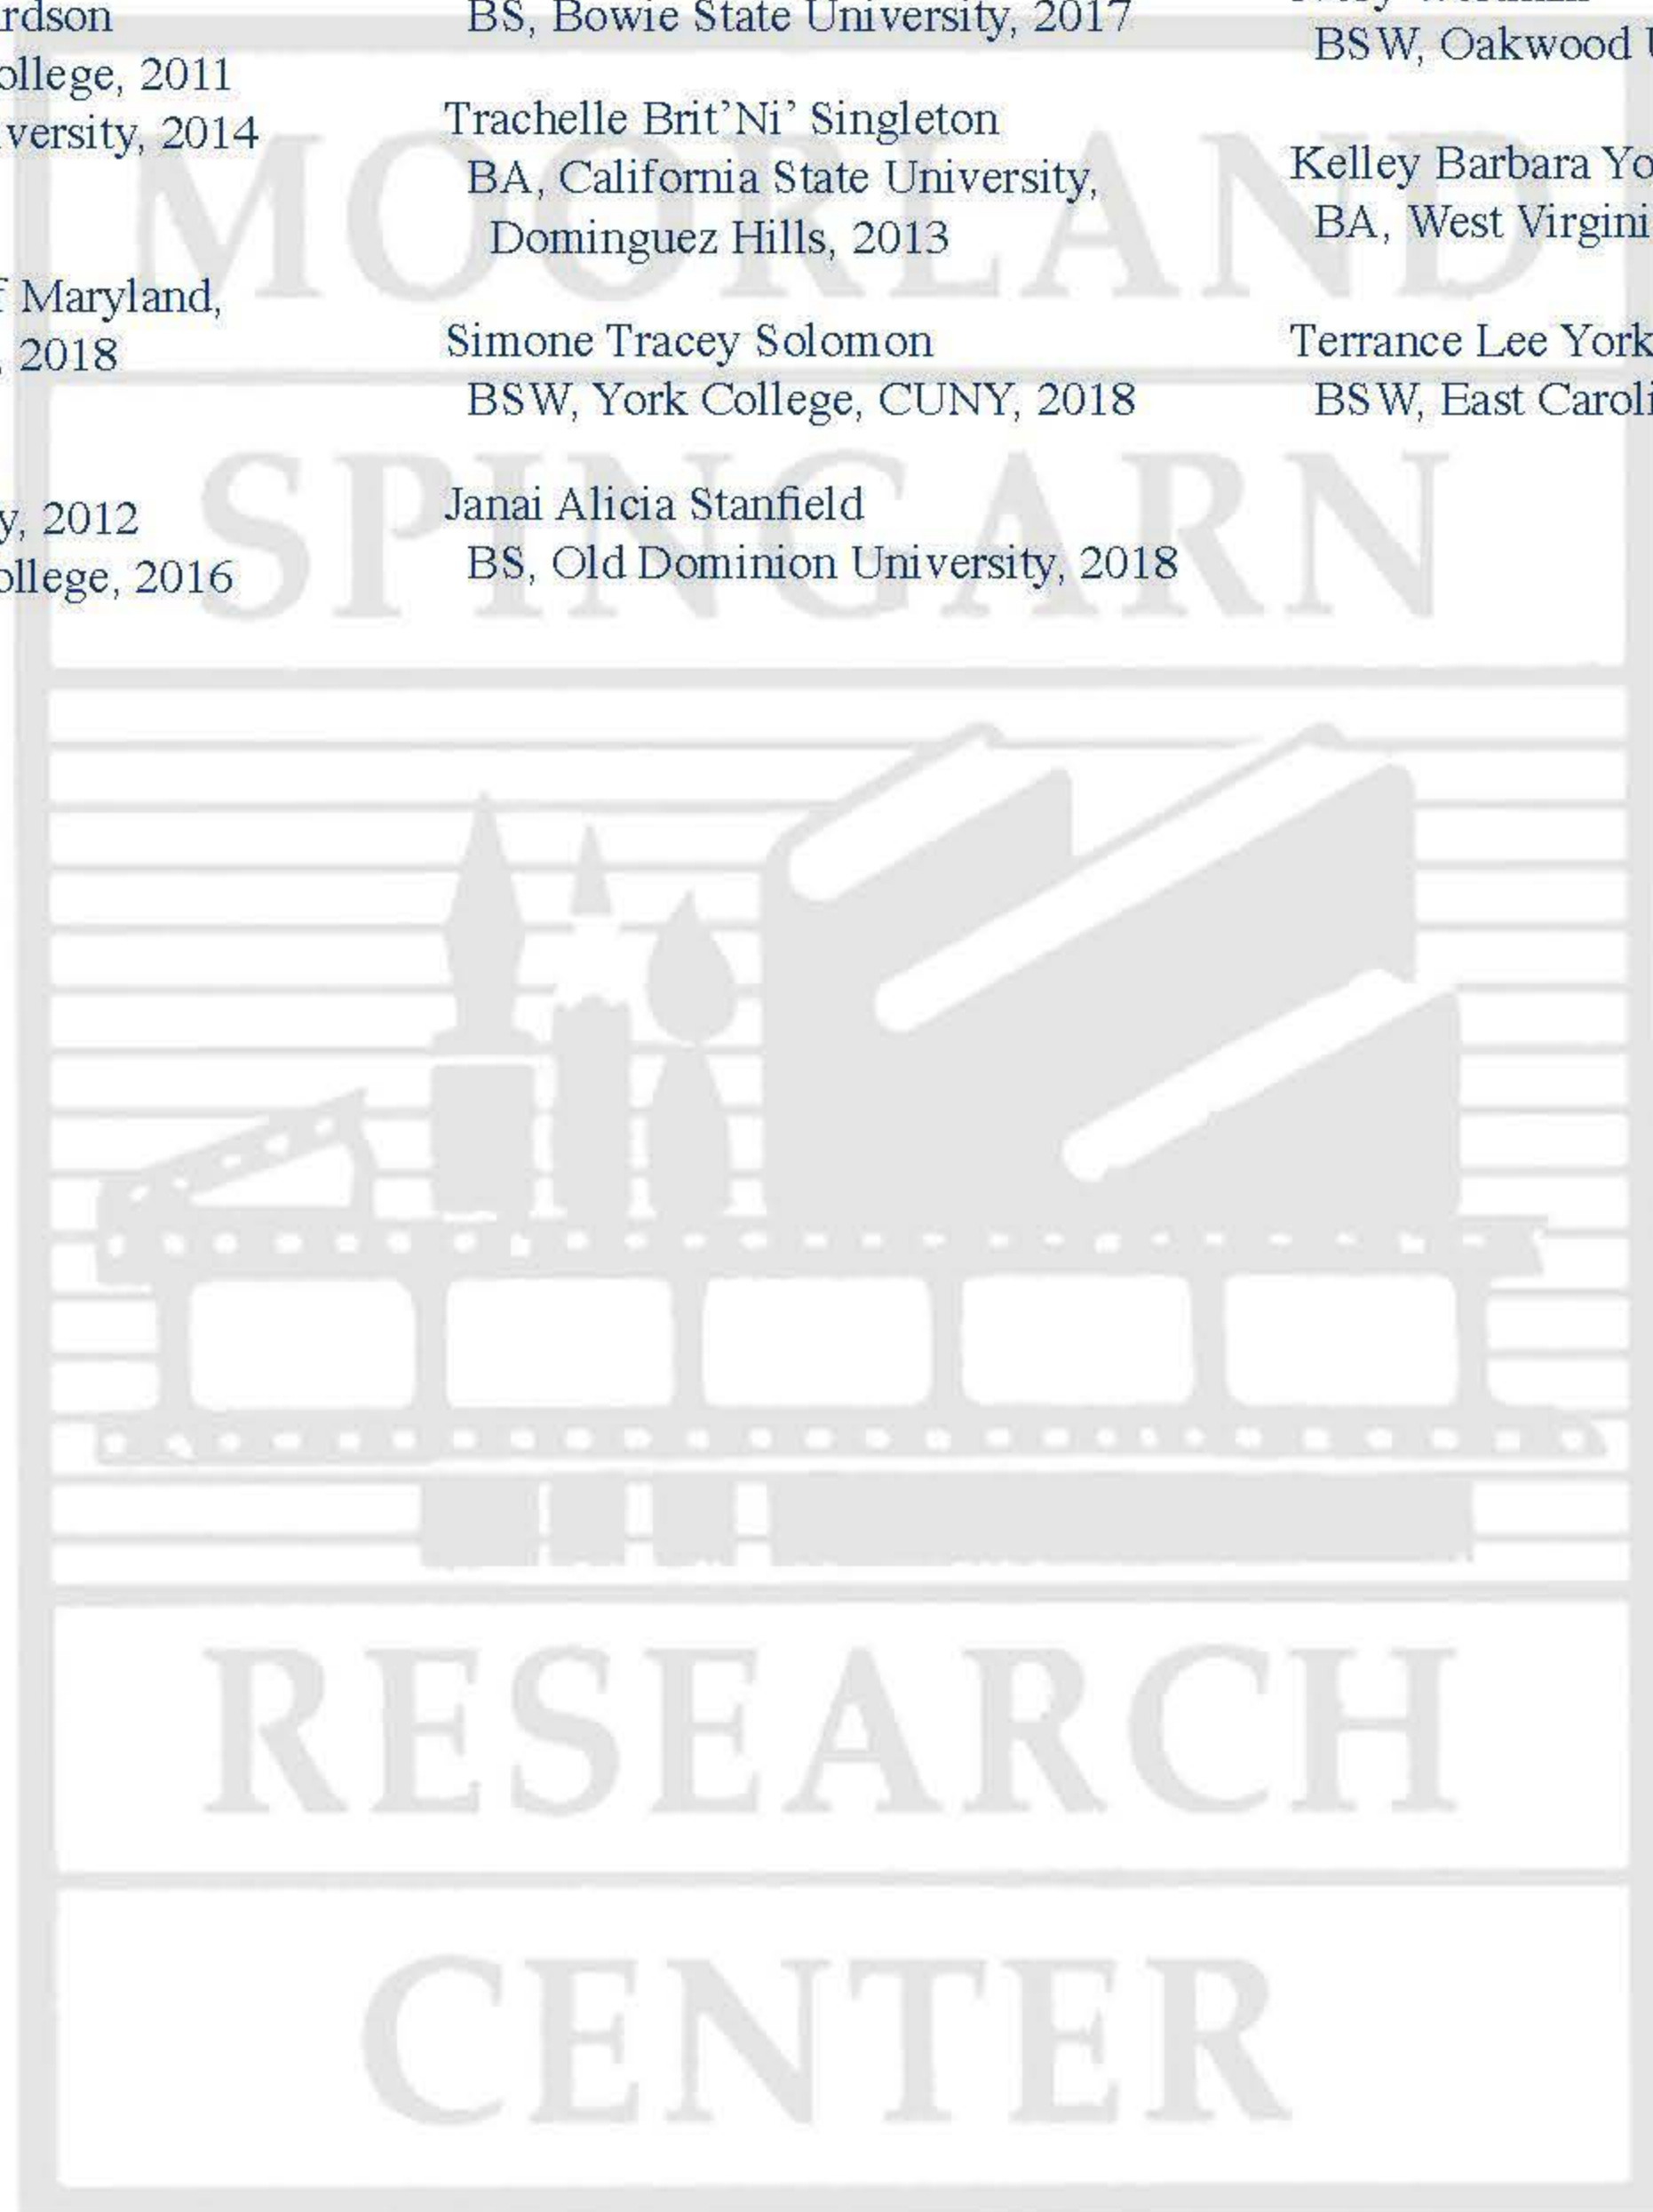 rdson
ollege, 2011
versity, 2014
f Maryland,
, 2018
y, 2012
ollege, 2016
BS, Bowie State University, 2017
Trachelle Brit’Ni’ Singleton
BA, California State University,
Dominguez Hills, 2013
Simone Tracey Solomon
BSW, York College, CUNY, 2018
Janai Alicia Stanfield
BS, Old Dominion University, 2018
BSW, Oakwood
Kelley Barbara Yo
BA, West Virgini
Terrance Lee York
BSW, East Caroli
MOORLAND
SPINGARN
RESEARCH
CENTER